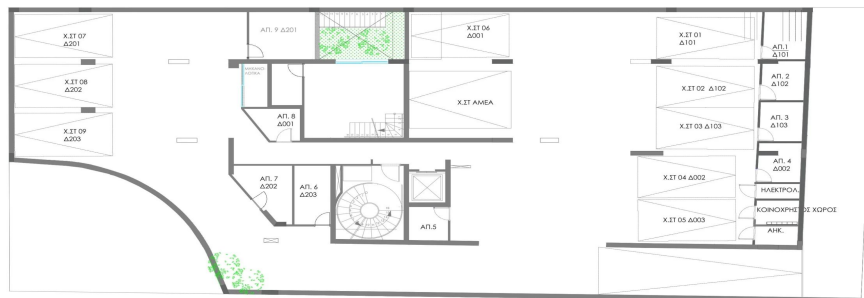 Χ.ΣΤ 07
Δ201
ΑΠ. 9 Δ201
Χ.ΣΤ 06
Δ001
Χ.ΣΤ 01
Δ101
ΑΠ.1
Δ101
Χ.ΣΤ 08
Δ202
Χ.ΣΤ ΑΜΕΑ
Χ.ΣΤ 02 Δ102
ΑΠ. 2
Δ102
Χ.ΣΤ 09
Δ203
ΑΠ. 8
Δ001
Χ.ΣΤ 03 Δ103
ΑΠ. 3
Δ103
ΑΠ. 7
Δ202
ΑΠ. 6
Δ203
Χ.ΣΤ 04 Δ002
ΑΠ. 4
Δ002
ΗΛΕΚΤΡΟΛ.
ΑΠ.5
Χ.ΣΤ 05 Δ003
ΚΟΙΝΟΧΡΗΣΤΟΣ ΧΩΡΟΣ
ΑΗΚ.